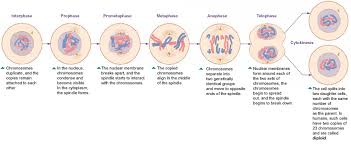 Interphase
Prophase
Prometaphase
Metaphase
Anaphase
Telophase
Cytokinesis
Chromosomes
duplicate, and the
copies remain
attached to each
other
In the nucleus,
chromosomes
condense and
become visible
In the cytoplasm,
the spindle forms
The nuclear membrane
breaks apart, and the
spindle starts to interact
with the chromosomes
The copied
chromosomes
align in the middle
of the spindle
Chromosomes
separate into
two genetically
identical groups
and move to opposite
ends of the spindle
Nuclear membranes
form around each of
the two sets of
chromosomes, the
chromosomes
begin to spread
out, and the spindle
begins to break down
The cell splits into
two daughter cells,
each with the same
number of
chromosomes
as the parent. In
humans, such cells
have two copies of
23 chromosomes
and are called
diploid